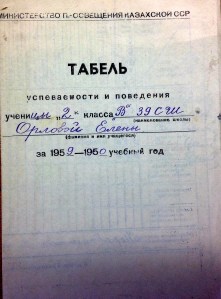 МИНИСТЕРСТВО ПРОСВЕЩЕНИЯ КАЗАХСКОЙ ССР
ТАБЕЛЬ
успеваемости и поведения
ученицы „2" класса „В" 39 СШ
(наименование школы)
Орловой Елены
(фамилия и имя учащегося)
за 1959–1960 учебный год